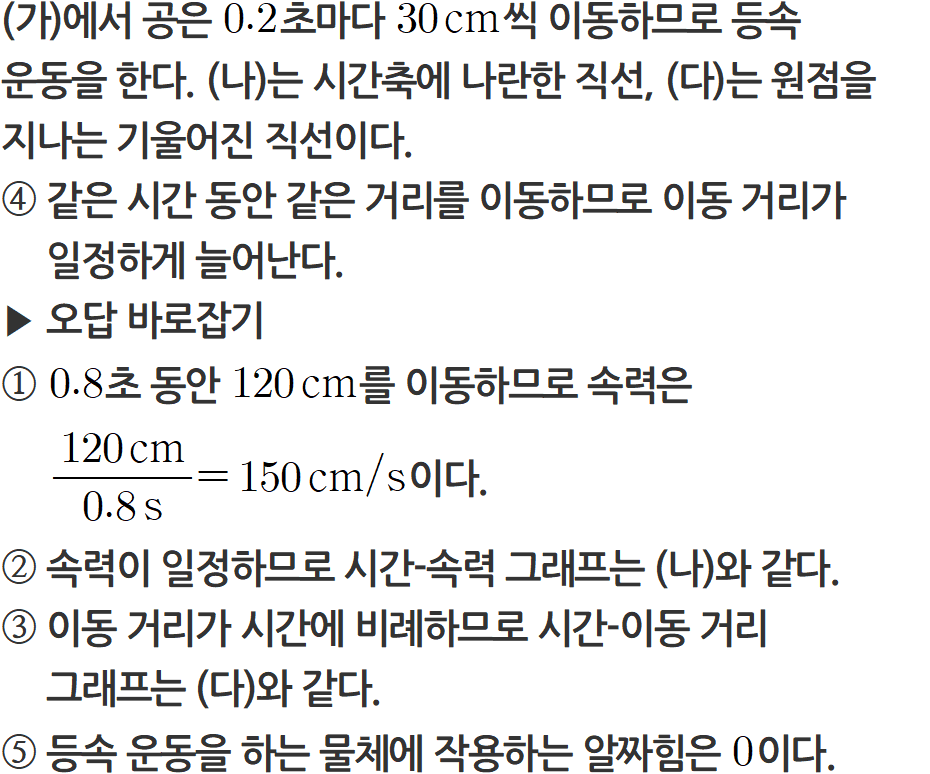 (가)에서 공은 0.2초마다 30 cm씩 이동하므로 등속
운동을 한다. (나)는 시간축에 나란한 직선, (다)는 원점을
지나는 기울어진 직선이다.
④ 같은 시간 동안 같은 거리를 이동하므로 이동 거리가
일정하게 늘어난다.
▶ 오답 바로잡기
① 0.8초 동안 120 cm를 이동하므로 속력은
120 cm/0.8 s = 150 cm/s이다.
② 속력이 일정하므로 시간-속력 그래프는 (나)와 같다.
③ 이동 거리가 시간에 비례하므로 시간-이동 거리
그래프는 (다)와 같다.
⑤ 등속 운동을 하는 물체에 작용하는 알짜힘은 0이다.